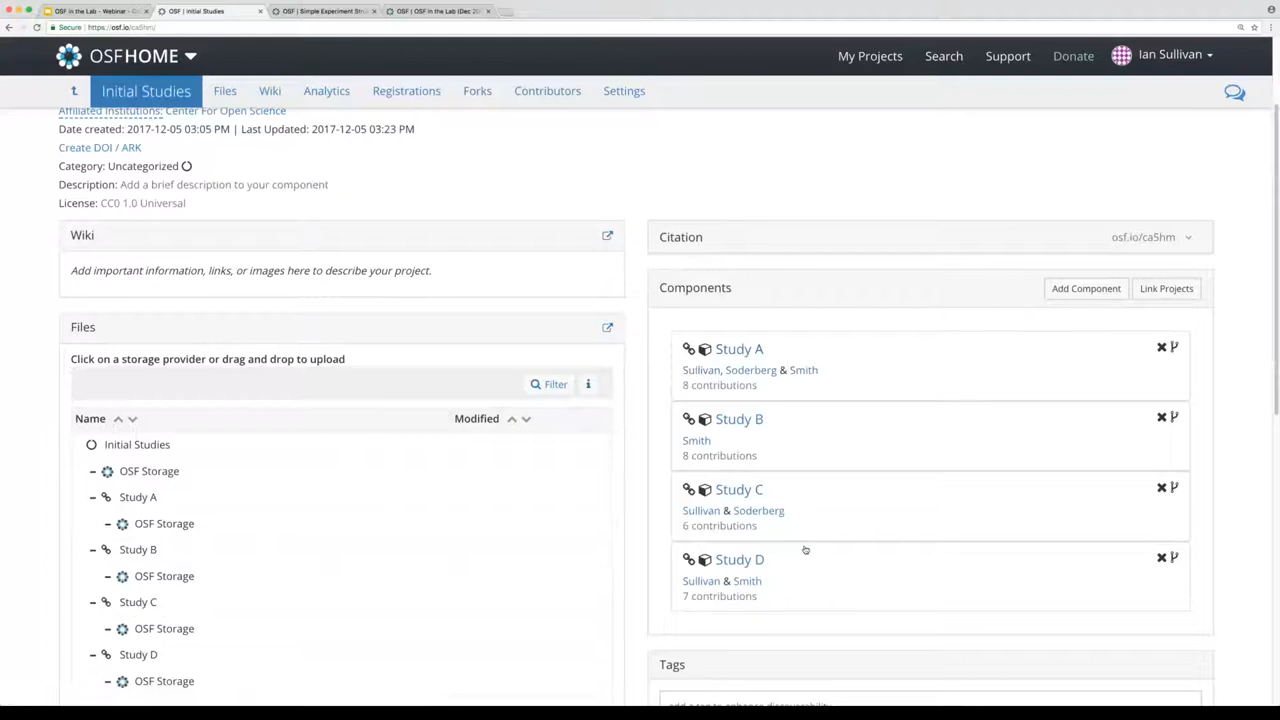 OSF in the Lab - Webinar - Go
OSF | Initial Studies
OSF | Simple Experiment Str
OSF | OSF in the Lab (Dec 20
Secure | https://osf.io/ca5hm/
OSFHOME
My Projects
Search
Support
Donate
Ian Sullivan
Initial Studies
Files
Wiki
Analytics
Registrations
Forks
Contributors
Settings
Affiliated Institutions: Center For Open Science
Date created: 2017-12-05 03:05 PM | Last Updated: 2017-12-05 03:23 PM
Create DOI / ARK
Category: Uncategorized
Description: Add a brief description to your component
License: CC0 1.0 Universal
Wiki
Add important information, links, or images here to describe your project.
Files
Click on a storage provider or drag and drop to upload
Filter
Name
Modified
Initial Studies
OSF Storage
Study A
OSF Storage
Study B
OSF Storage
Study C
OSF Storage
Study D
OSF Storage
Citation
osf.io/ca5hm
Components
Add Component
Link Projects
Study A
Sullivan, Soderberg & Smith
8 contributions
Study B
Smith
8 contributions
Study C
Sullivan & Soderberg
6 contributions
Study D
Sullivan & Smith
7 contributions
Tags
add a tag to enhance discoverability